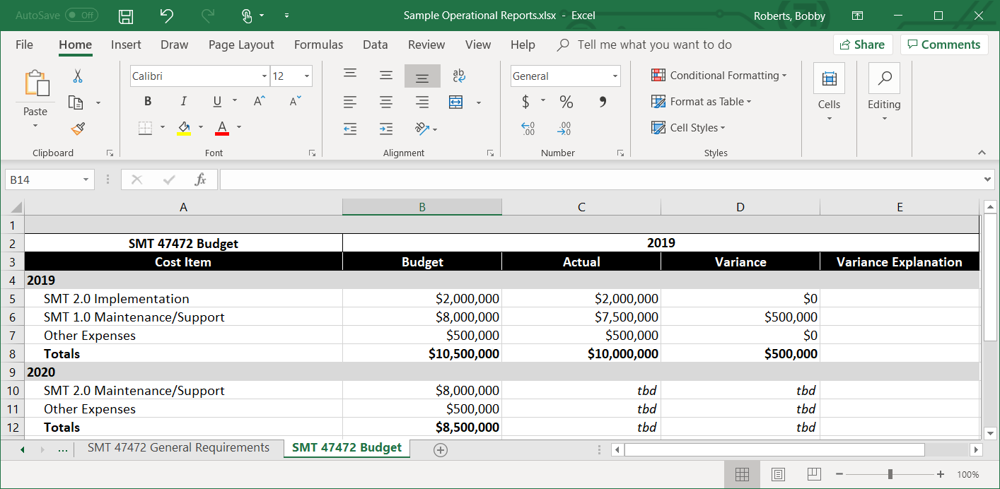 AutoSave Off Sample Operational Reports.xlsx - Excel Roberts, Bobby
File Home Insert Draw Page Layout Formulas Data Review View Help Tell me what you want to do Share Comments
Calibri 12 ab c General Conditional Formatting
Paste B I U A A $ % , Format as Table Cells Editing
A 0 .00 .00 0 Cell Styles
Clipboard Font Alignment Number Styles
B14 fx
A B C D E
1
2 SMT 47472 Budget 2019
3 Cost Item Budget Actual Variance Variance Explanation
4 2019
5 SMT 2.0 Implementation $2,000,000 $2,000,000 $0
6 SMT 1.0 Maintenance/Support $8,000,000 $7,500,000 $500,000
7 Other Expenses $500,000 $500,000 $0
8 Totals $10,500,000 $10,000,000 $500,000
9 2020
10 SMT 2.0 Maintenance/Support $8,000,000 tbd tbd
11 Other Expenses $500,000 tbd tbd
12 Totals $8,500,000 tbd tbd
... SMT 47472 General Requirements SMT 47472 Budget
100%